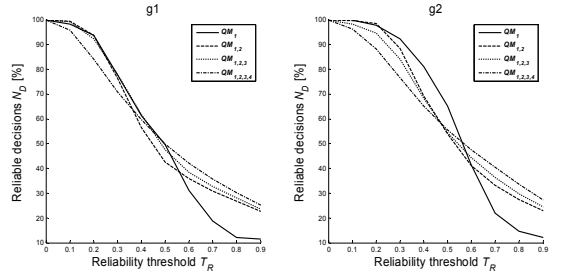 g1
Reliable decisions N_D [%]
100
90
80
70
60
50
40
30
20
10
0 0.1 0.2 0.3 0.4 0.5 0.6 0.7 0.8 0.9
Reliability threshold T_R
QM_1
QM_1,2
QM_1,2,3
QM_1,2,3,4
g2
Reliable decisions N_D [%]
100
90
80
70
60
50
40
30
20
10
0 0.1 0.2 0.3 0.4 0.5 0.6 0.7 0.8 0.9
Reliability threshold T_R
QM_1
QM_1,2
QM_1,2,3
QM_1,2,3,4